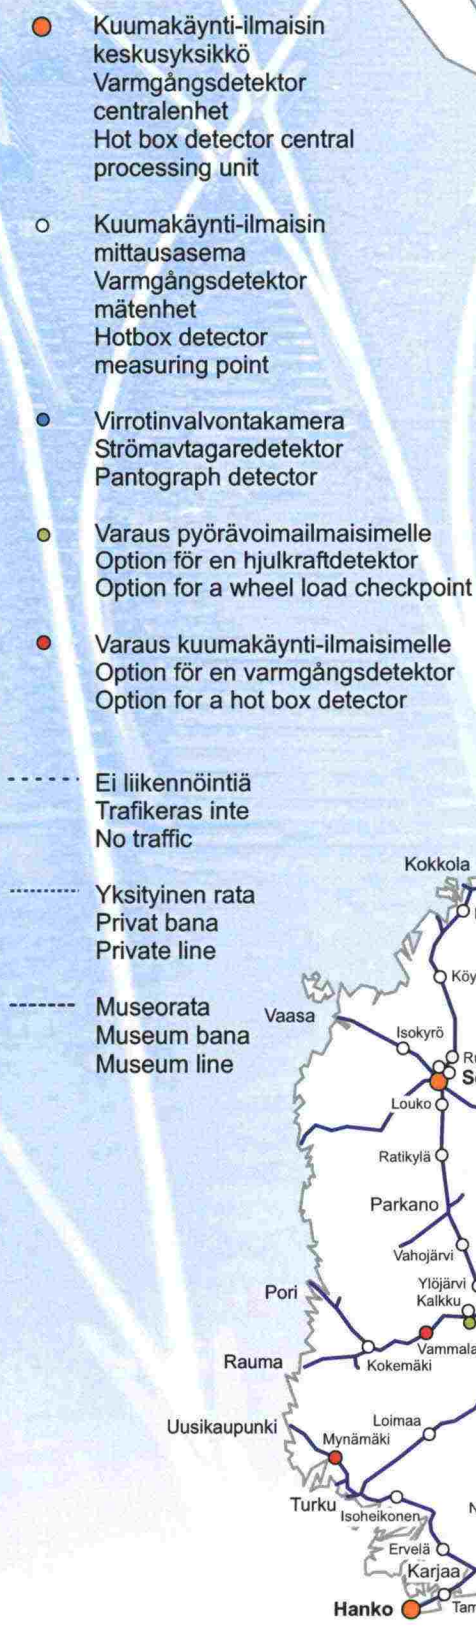 Kuumakäynti-ilmaisin
keskusyksikkö
Varmgångsdetektor
centralenhet
Hot box detector central
processing unit
Kuumakäynti-ilmaisin
mittausasema
Varmgångsdetektor
mätenhet
Hotbox detector
measuring point
Virrotinvalvontakamera
Strömavtagaredetektor
Pantograph detector
Varaus pyörävoimailmaisimelle
Option för en hjulkraftdetektor
Option for a wheel load checkpoint
Varaus kuumakäynti-ilmaisimelle
Option för en varmgångsdetektor
Option for a hot box detector
Ei liikennöintiä
Trafikeras inte
No traffic
Yksityinen rata
Privat bana
Private line
Museorata
Museum bana
Museum line
Kokkola
Köy
Vaasa
Isokyrö
Louko
Ratikylä
Parkano
Vahojärvi
Ylöjärvi
Kalkku
Pori
Vammala
Rauma
Kokemäki
Uusikaupunki
Loimaa
Mynämäki
Turku
Isoheikonen
Ervelä
Karjaa
Hanko
Tam